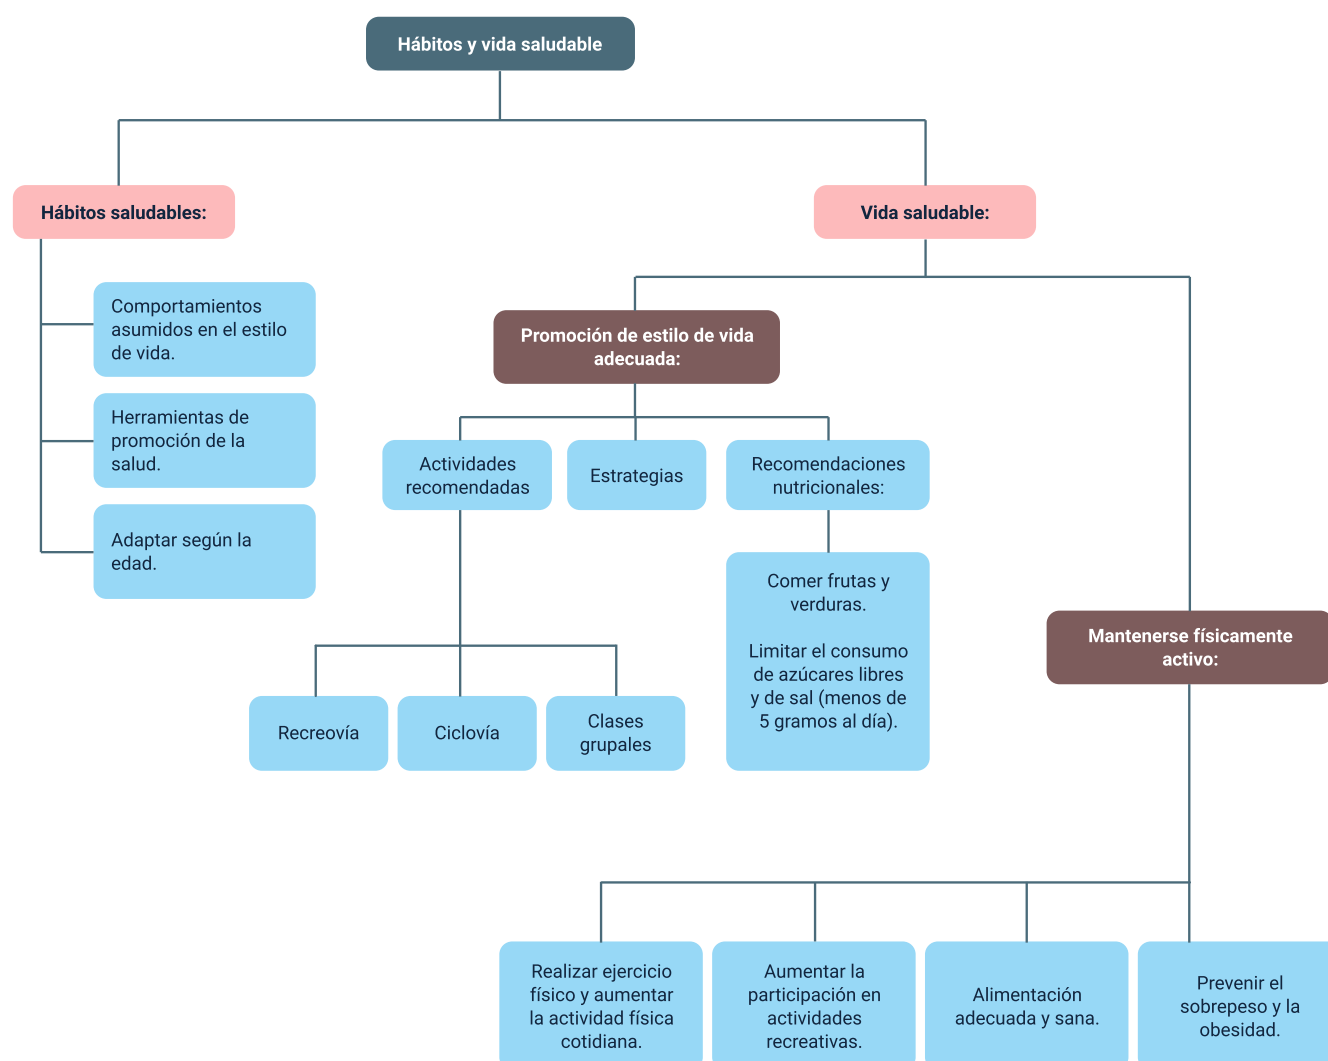 Hábitos y vida saludable
Hábitos saludables:
Vida saludable:
Comportamientos
asumidos en el estilo
de vida.
Herramientas de
promoción de la
salud.
Adaptar según la
edad.
Promoción de estilo de vida
adecuada:
Actividades
recomendadas
Estrategias
Recomendaciones
nutricionales:
Comer frutas y
verduras.
Limitar el consumo
de azúcares libres
y de sal (menos de
5 gramos al día).
Recreovía
Ciclovía
Clases
grupales
Mantenerse físicamente
activo:
Realizar ejercicio
físico y aumentar
la actividad física
cotidiana.
Aumentar la
participación en
actividades
recreativas.
Alimentación
adecuada y sana.
Prevenir el
sobrepeso y la
obesidad.